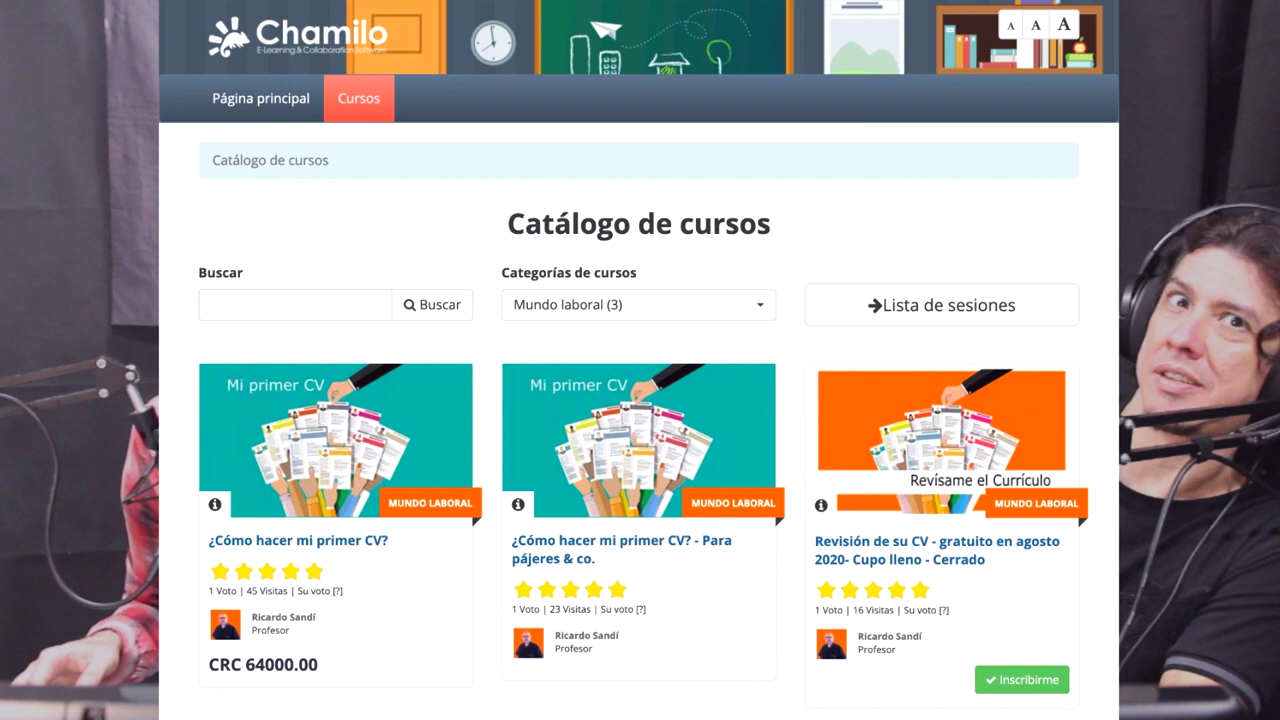 Chamilo
E-Learning & Collaboration Software
A A A
Página principal
Cursos
Catálogo de cursos
Catálogo de cursos
Buscar
Categorías de cursos
Buscar
Mundo laboral (3)
Lista de sesiones
Mi primer CV
MUNDO LABORAL
¿Cómo hacer mi primer CV?
1 Voto | 45 Visitas | Su voto [?]
Ricardo Sandí
Profesor
CRC 64000.00
Mi primer CV
MUNDO LABORAL
¿Cómo hacer mi primer CV? - Para
pájeres & co.
1 Voto | 23 Visitas | Su voto [?]
Ricardo Sandí
Profesor
Revísame el Currículo
MUNDO LABORAL
Revisión de su CV - gratuito en agosto
2020- Cupo lleno - Cerrado
1 Voto | 16 Visitas | Su voto [?]
Ricardo Sandí
Profesor
Inscribirme